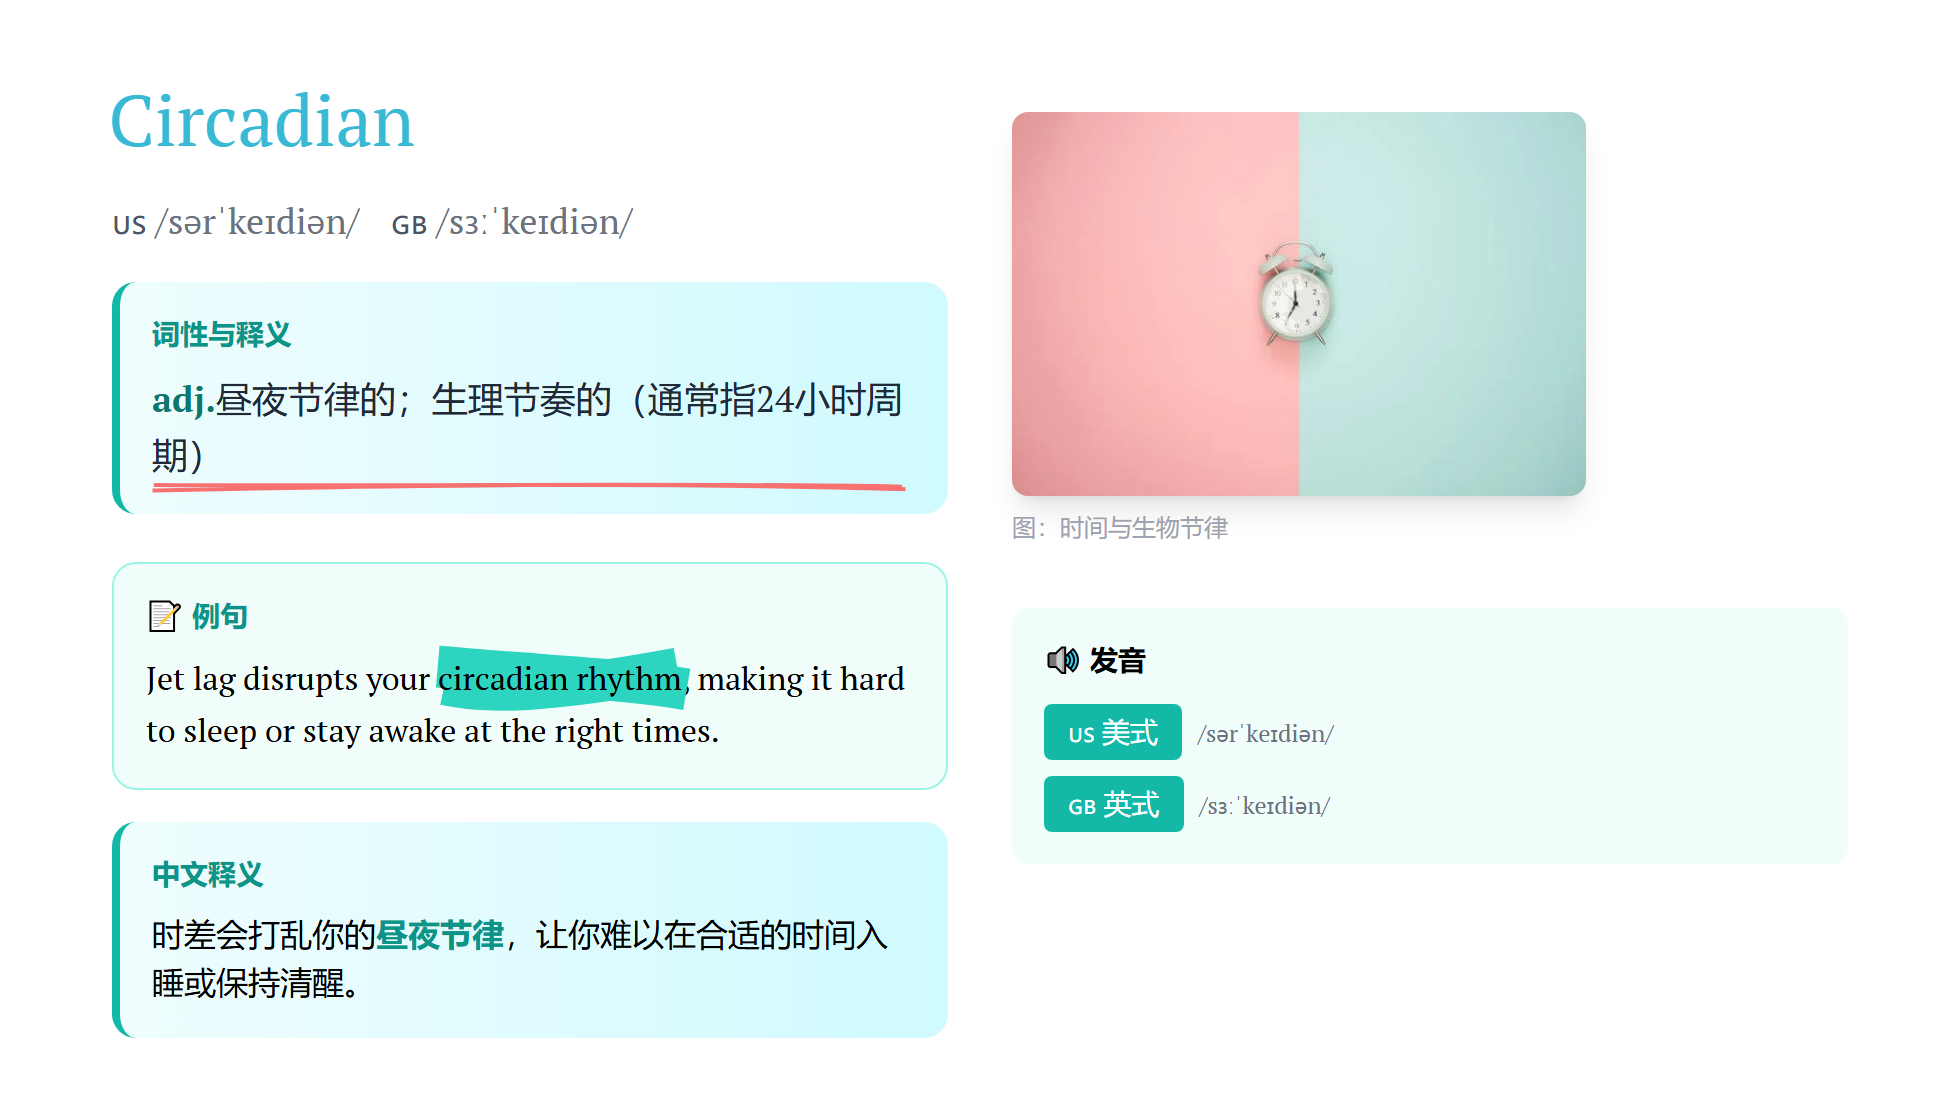 Circadian
US /sərˈkeɪdiən/ GB /sɜːˈkeɪdiən/
词性与释义
adj.昼夜节律的；生理节奏的（通常指24小时周
期）
📝 例句
Jet lag disrupts your circadian rhythm, making it hard
to sleep or stay awake at the right times.
中文释义
时差会打乱你的昼夜节律，让你难以在合适的时间入
睡或保持清醒。
图：时间与生物节律
🔊 发音
US 美式 /sərˈkeɪdiən/
GB 英式 /sɜːˈkeɪdiən/